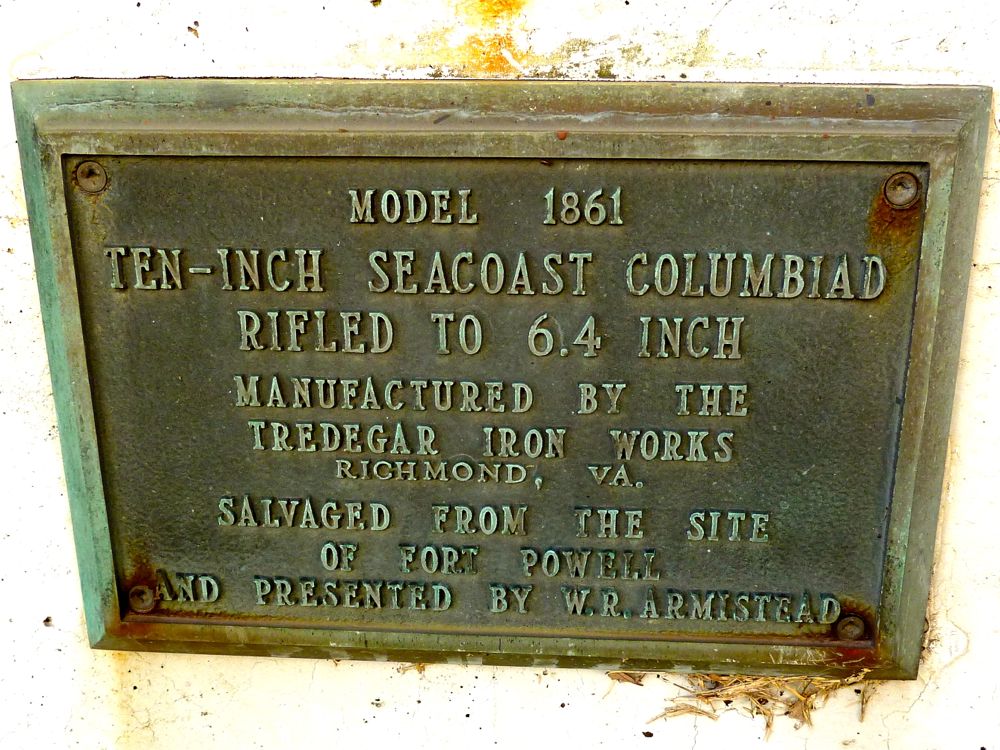 MODEL 1861
TEN-INCH SEACOAST COLUMBIAD
RIFLED TO 6.4 INCH
MANUFACTURED BY THE
TREDEGAR IRON WORKS
RICHMOND, VA.
SALVAGED FROM THE SITE
OF FORT POWELL
AND PRESENTED BY W.R. ARMISTEAD